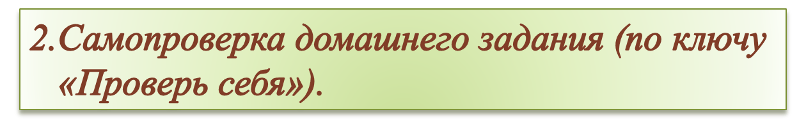 2.Самопроверка домашнего задания (по ключу
«Проверь себя»).